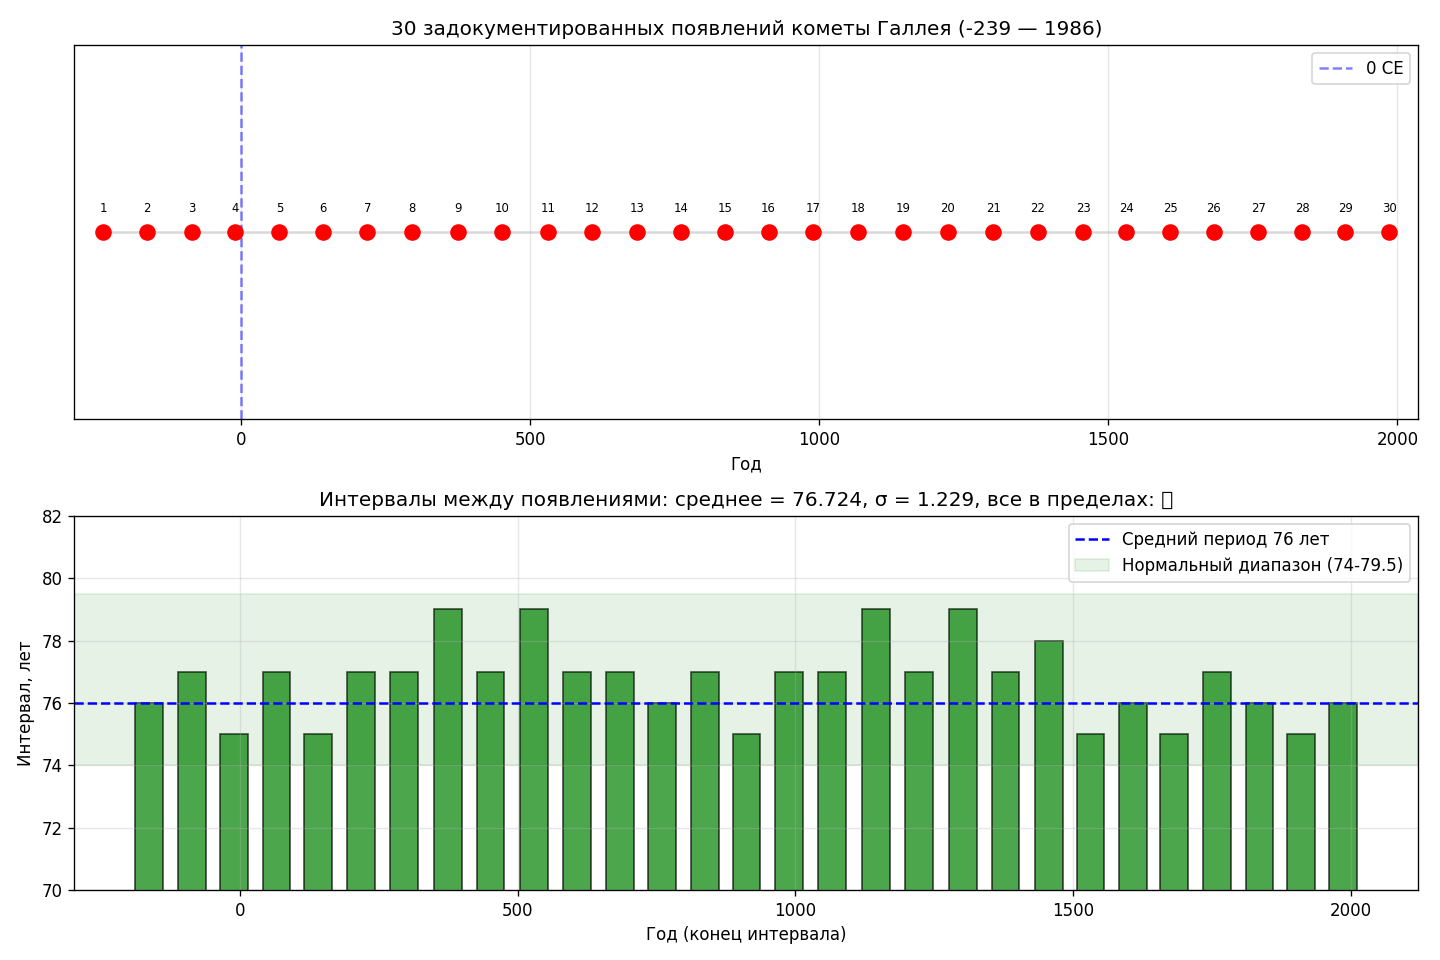 30 задокументированных появлений кометы Галлея (-239 — 1986)
0 CE
1 2 3 4 5 6 7 8 9 10 11 12 13 14 15 16 17 18 19 20 21 22 23 24 25 26 27 28 29 30
0 500 1000 1500 2000
Год
Интервалы между появлениями: среднее = 76.724, σ = 1.229, все в пределах: 
Средний период 76 лет
Нормальный диапазон (74-79.5)
82
80
78
76
74
72
70
Интервал, лет
0 500 1000 1500 2000
Год (конец интервала)